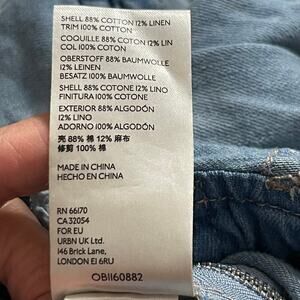 SHELL 88% COTTON 12% LINEN
TRIM 100% COTTON
COQUILLE 88% COTON 12% LIN
COL 100% COTON
OBERSTOFF 88% BAUMWOLLE
12% LEINEN
BESATZ 100% BAUMWOLLE
SHELL 88% COTONE 12% LINO
FINITURA 100% COTONE
EXTERIOR 88% ALGODÓN
12% LINO
ADORNO 100% ALGODÓN
壳 88% 棉 12% 麻布
修剪 100% 棉
MADE IN CHINA
HECHO EN CHINA
RN 66170
CA 32054
FOR EU
URBN UK Ltd.
146 Brick Lane,
LONDON E1 6RU
OB1160882